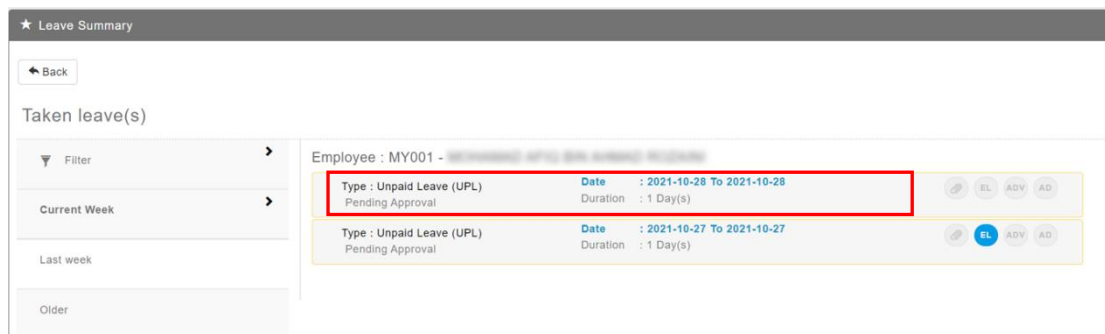 Leave Summary
Back
Taken leave(s)
Filter
Current Week
Last week
Older
Employee : MY001 -
Type : Unpaid Leave (UPL) Date : 2021-10-28 To 2021-10-28
Pending Approval Duration : 1 Day(s)
EL ADV AD
Type : Unpaid Leave (UPL) Date : 2021-10-27 To 2021-10-27
Pending Approval Duration : 1 Day(s)
EL ADV AD